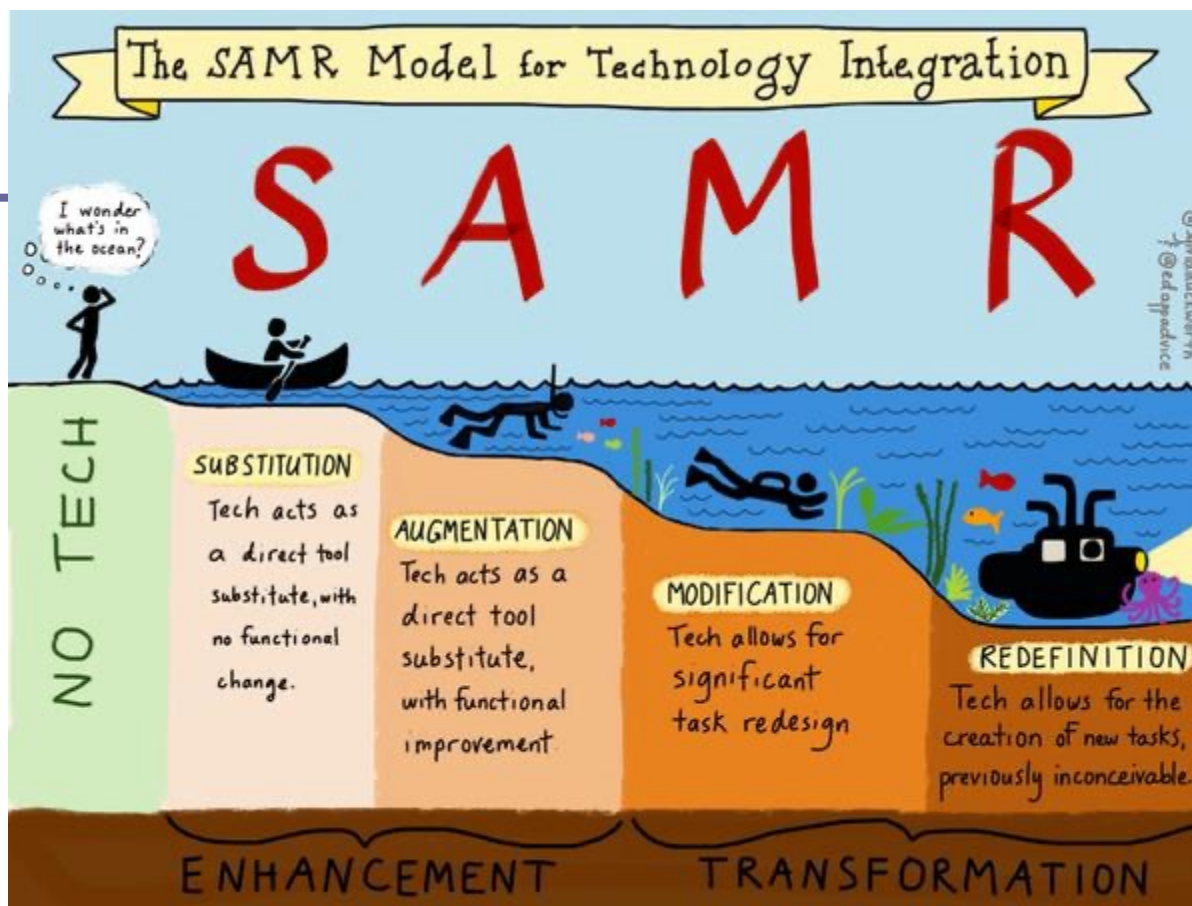 The SAMR Model for Technology Integration
S A M R
I wonder
what's in
the ocean?
NO TECH
SUBSTITUTION
Tech acts as
a direct tool
substitute, with
no functional
change.
AUGMENTATION
Tech acts as a
direct tool
substitute,
with functional
improvement
MODIFICATION
Tech allows for
significant
task redesign
REDEFINITION
Tech allows for the
creation of new tasks,
previously inconceivable.
ENHANCEMENT
TRANSFORMATION
@edappadvice